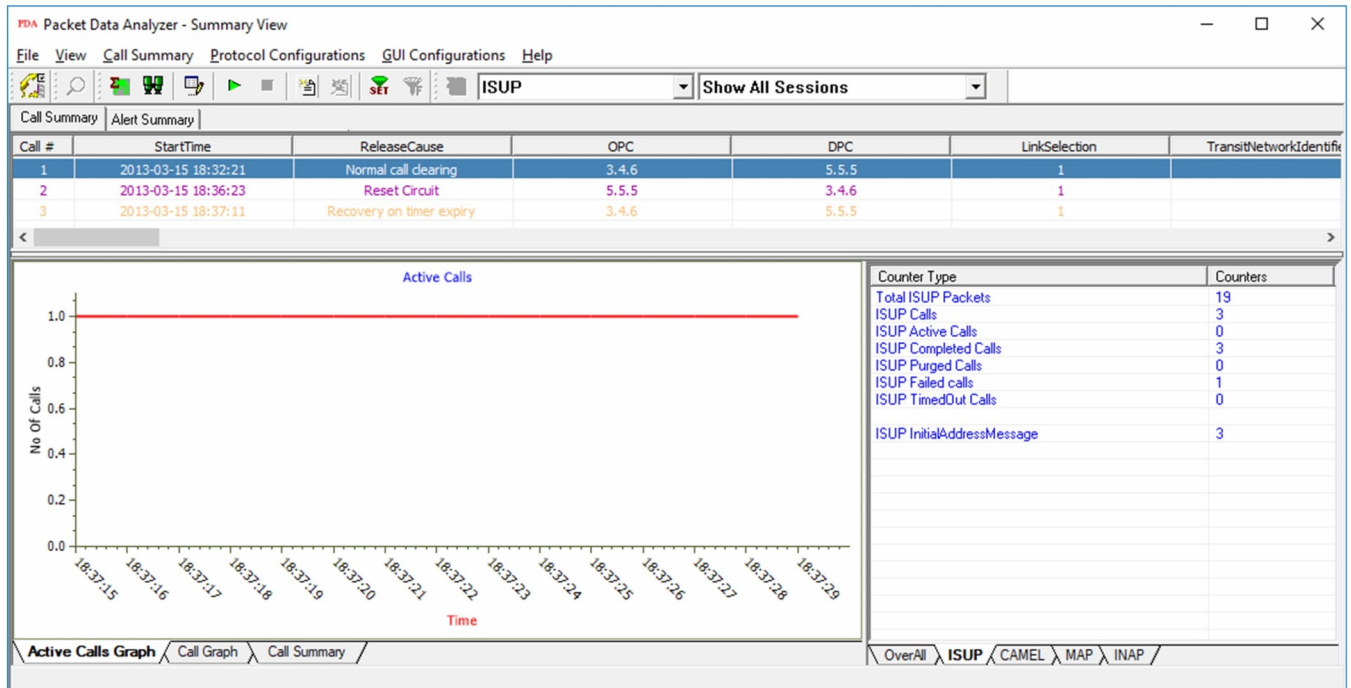 PDA Packet Data Analyzer - Summary View
File View Call Summary Protocol Configurations GUI Configurations Help
SET ISUP Show All Sessions
Call Summary Alert Summary
Call # StartTime ReleaseCause OPC DPC LinkSelection TransitNetworkIdentifie
1 2013-03-15 18:32:21 Normal call clearing 3.4.6 5.5.5 1
2 2013-03-15 18:36:23 Reset Circuit 5.5.5 3.4.6 1
3 2013-03-15 18:37:11 Recovery on timer expiry 3.4.6 5.5.5 1
Active Calls
No Of Calls
1.0
0.8
0.6
0.4
0.2
0.0
18:37:15 18:37:16 18:37:17 18:37:18 18:37:19 18:37:20 18:37:21 18:37:22 18:37:23 18:37:24 18:37:25 18:37:26 18:37:27 18:37:28 18:37:29
Time
Active Calls Graph Call Graph Call Summary
Counter Type Counters
Total ISUP Packets 19
ISUP Calls 3
ISUP Active Calls 0
ISUP Completed Calls 3
ISUP Purged Calls 0
ISUP Failed calls 1
ISUP TimedOut Calls 0
ISUP InitialAddressMessage 3
OverAll ISUP CAMEL MAP INAP